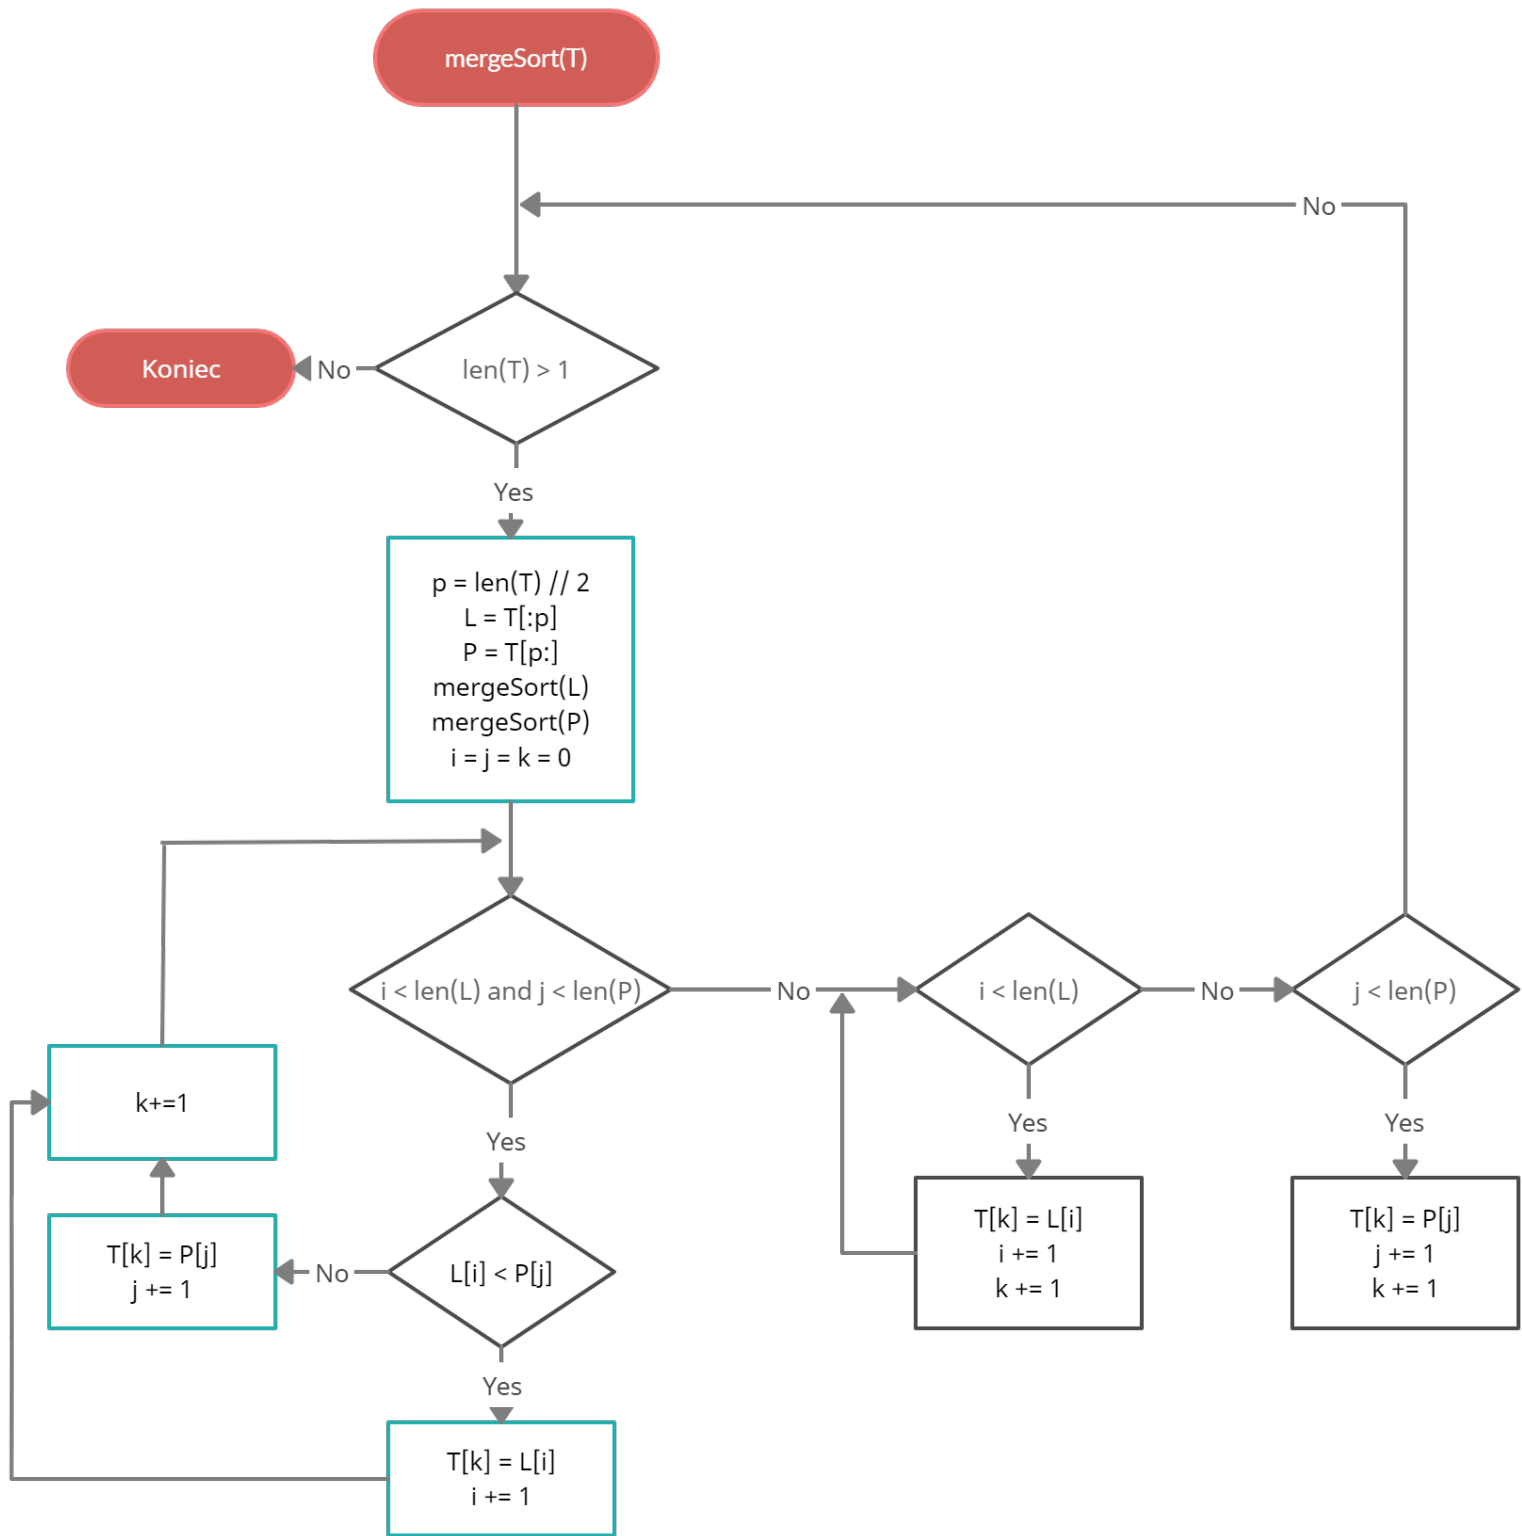 mergeSort(T)
No
len(T) > 1
No
Koniec
Yes
p = len(T) // 2
L = T[:p]
P = T[p:]
mergeSort(L)
mergeSort(P)
i = j = k = 0
i < len(L) and j < len(P)
No
i < len(L)
No
j < len(P)
k+=1
Yes
Yes
Yes
T[k] = P[j]
j += 1
No
L[i] < P[j]
T[k] = L[i]
i += 1
k += 1
T[k] = P[j]
j += 1
k += 1
Yes
T[k] = L[i]
i += 1